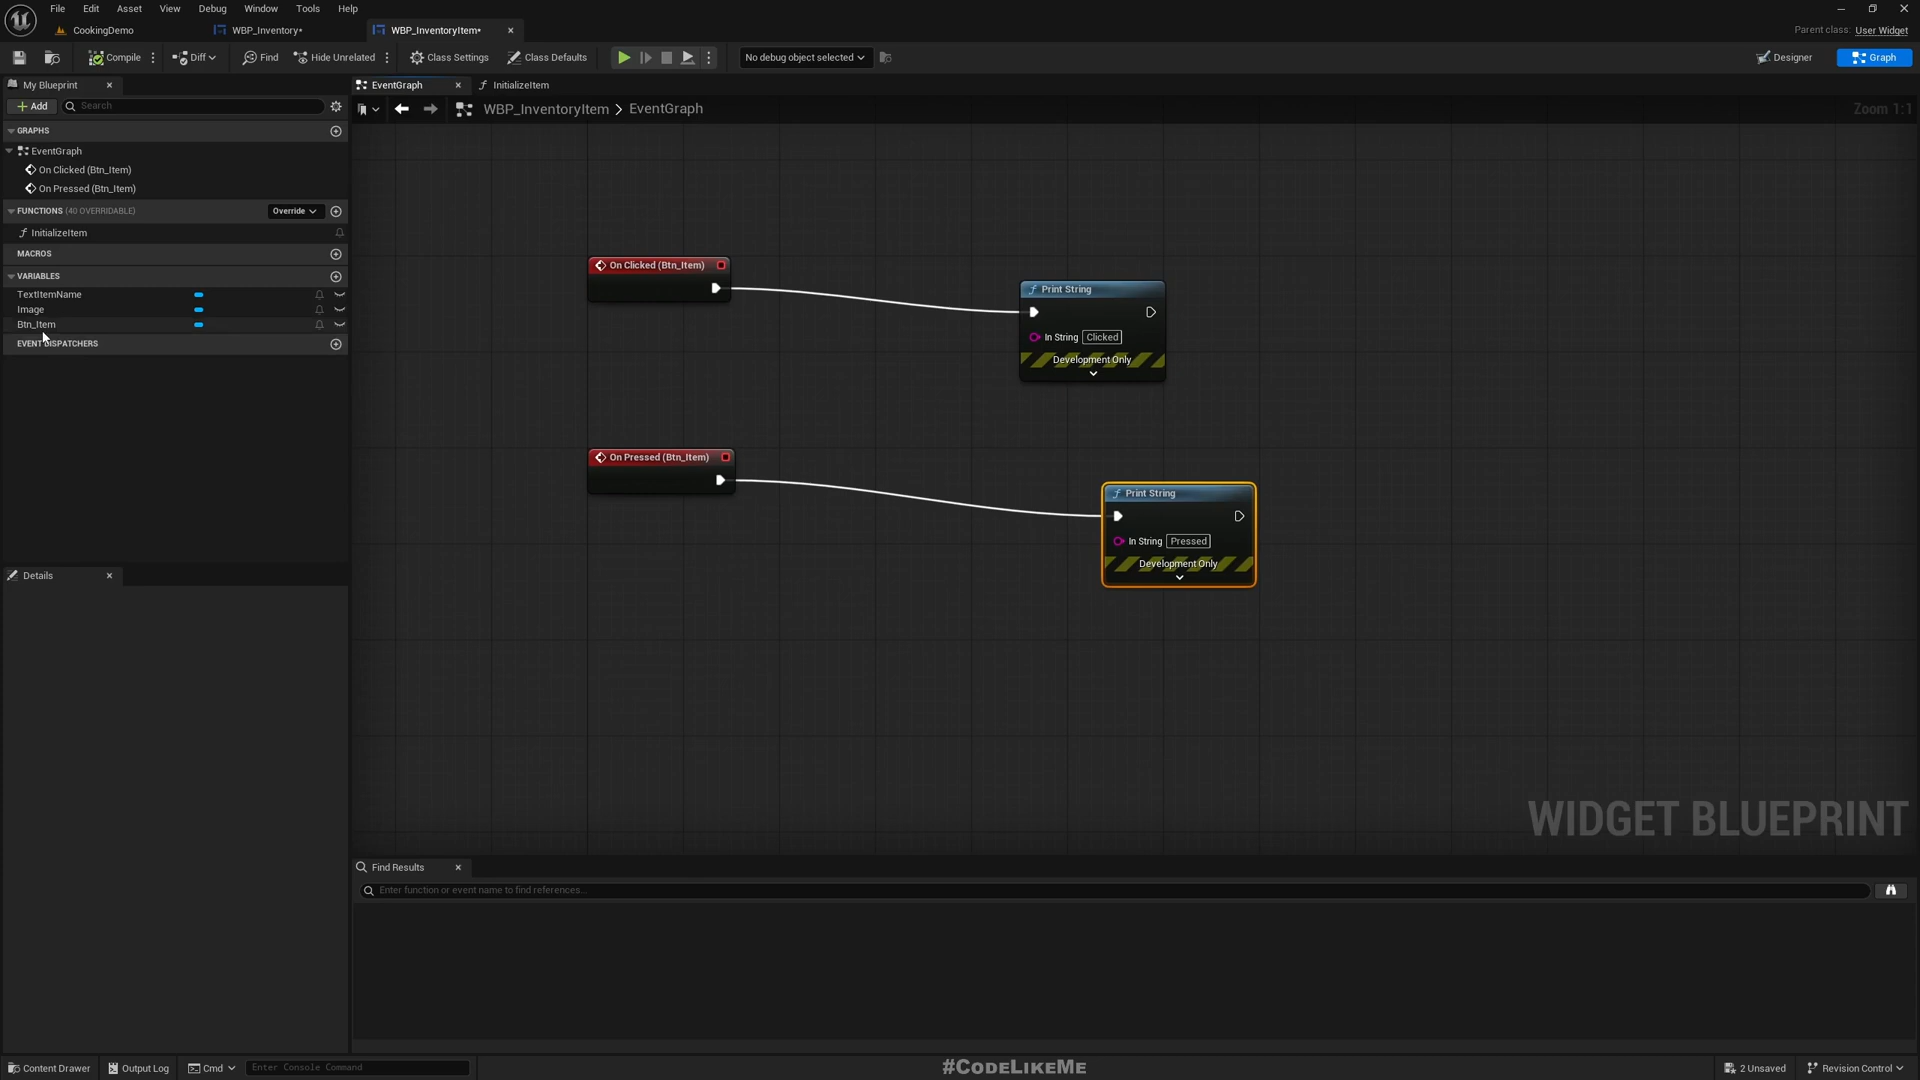 File Edit Asset View Debug Window Tools Help
CookingDemo WBP_Inventory* WBP_InventoryItem*
Parent class: User Widget
Compile Diff Find Hide Unrelated Class Settings Class Defaults No debug object selected Designer Graph
My Blueprint
EventGraph InitializeItem
Add Search
WBP_InventoryItem > EventGraph Zoom 1:1
GRAPHS
EventGraph
On Clicked (Btn_Item)
On Pressed (Btn_Item)
FUNCTIONS (40 OVERRIDABLE) Override
InitializeItem
MACROS
VARIABLES
TextItemName
Image
Btn_Item
EVENT DISPATCHERS
On Clicked (Btn_Item)
Print String
In String Clicked
Development Only
On Pressed (Btn_Item)
Print String
In String Pressed
Development Only
Details
WIDGET BLUEPRINT
Find Results
Enter function or event name to find references...
Content Drawer Output Log Cmd Enter Console Command
#CODELIKEME
2 Unsaved Revision Control